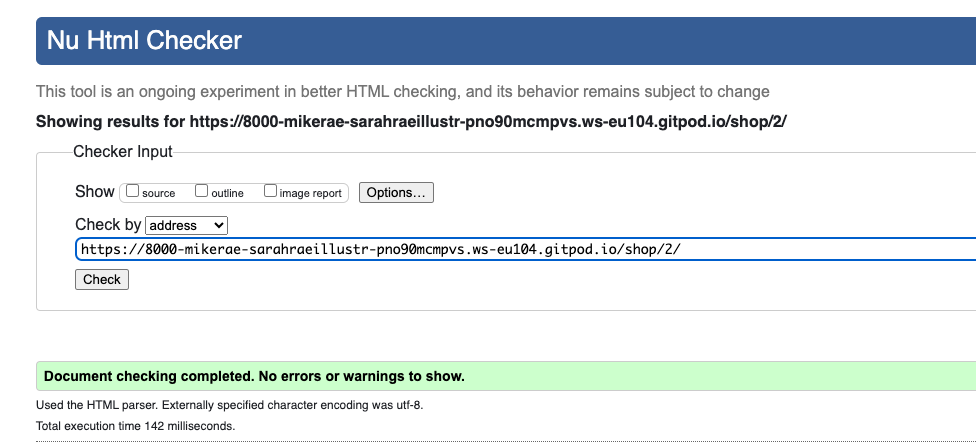 Nu Html Checker
This tool is an ongoing experiment in better HTML checking, and its behavior remains subject to change
Showing results for https://8000-mikerae-sarahraeillustr-pno90mcmpvs.ws-eu104.gitpod.io/shop/2/
Checker Input
Show source outline image report Options...
Check by address
https://8000-mikerae-sarahraeillustr-pno90mcmpvs.ws-eu104.gitpod.io/shop/2/
Check
Document checking completed. No errors or warnings to show.
Used the HTML parser. Externally specified character encoding was utf-8.
Total execution time 142 milliseconds.